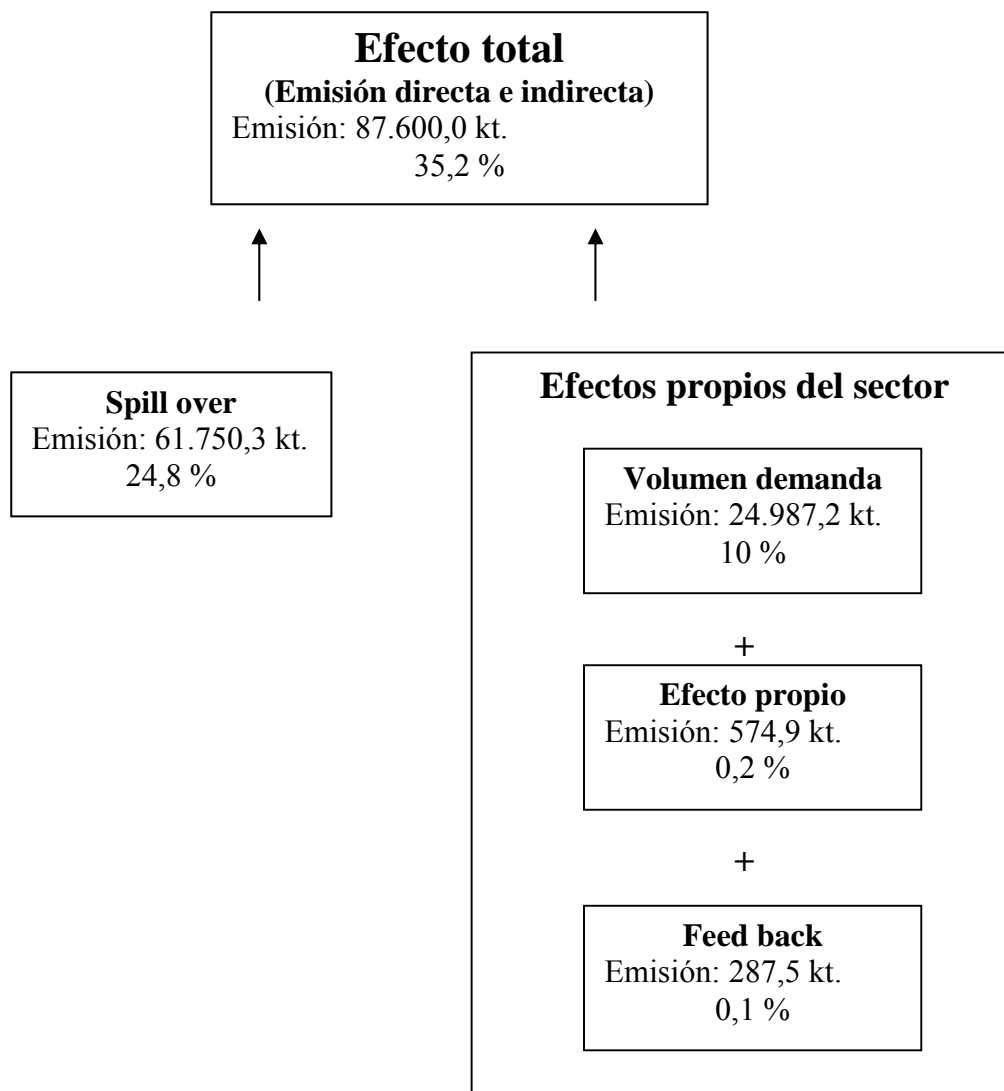 Efecto total
(Emisión directa e indirecta)
Emisión: 87.600,0 kt.
35,2 %
Spill over
Emisión: 61.750,3 kt.
24,8 %
Efectos propios del sector
Volumen demanda
Emisión: 24.987,2 kt.
10 %
+
Efecto propio
Emisión: 574,9 kt.
0,2 %
+
Feed back
Emisión: 287,5 kt.
0,1 %